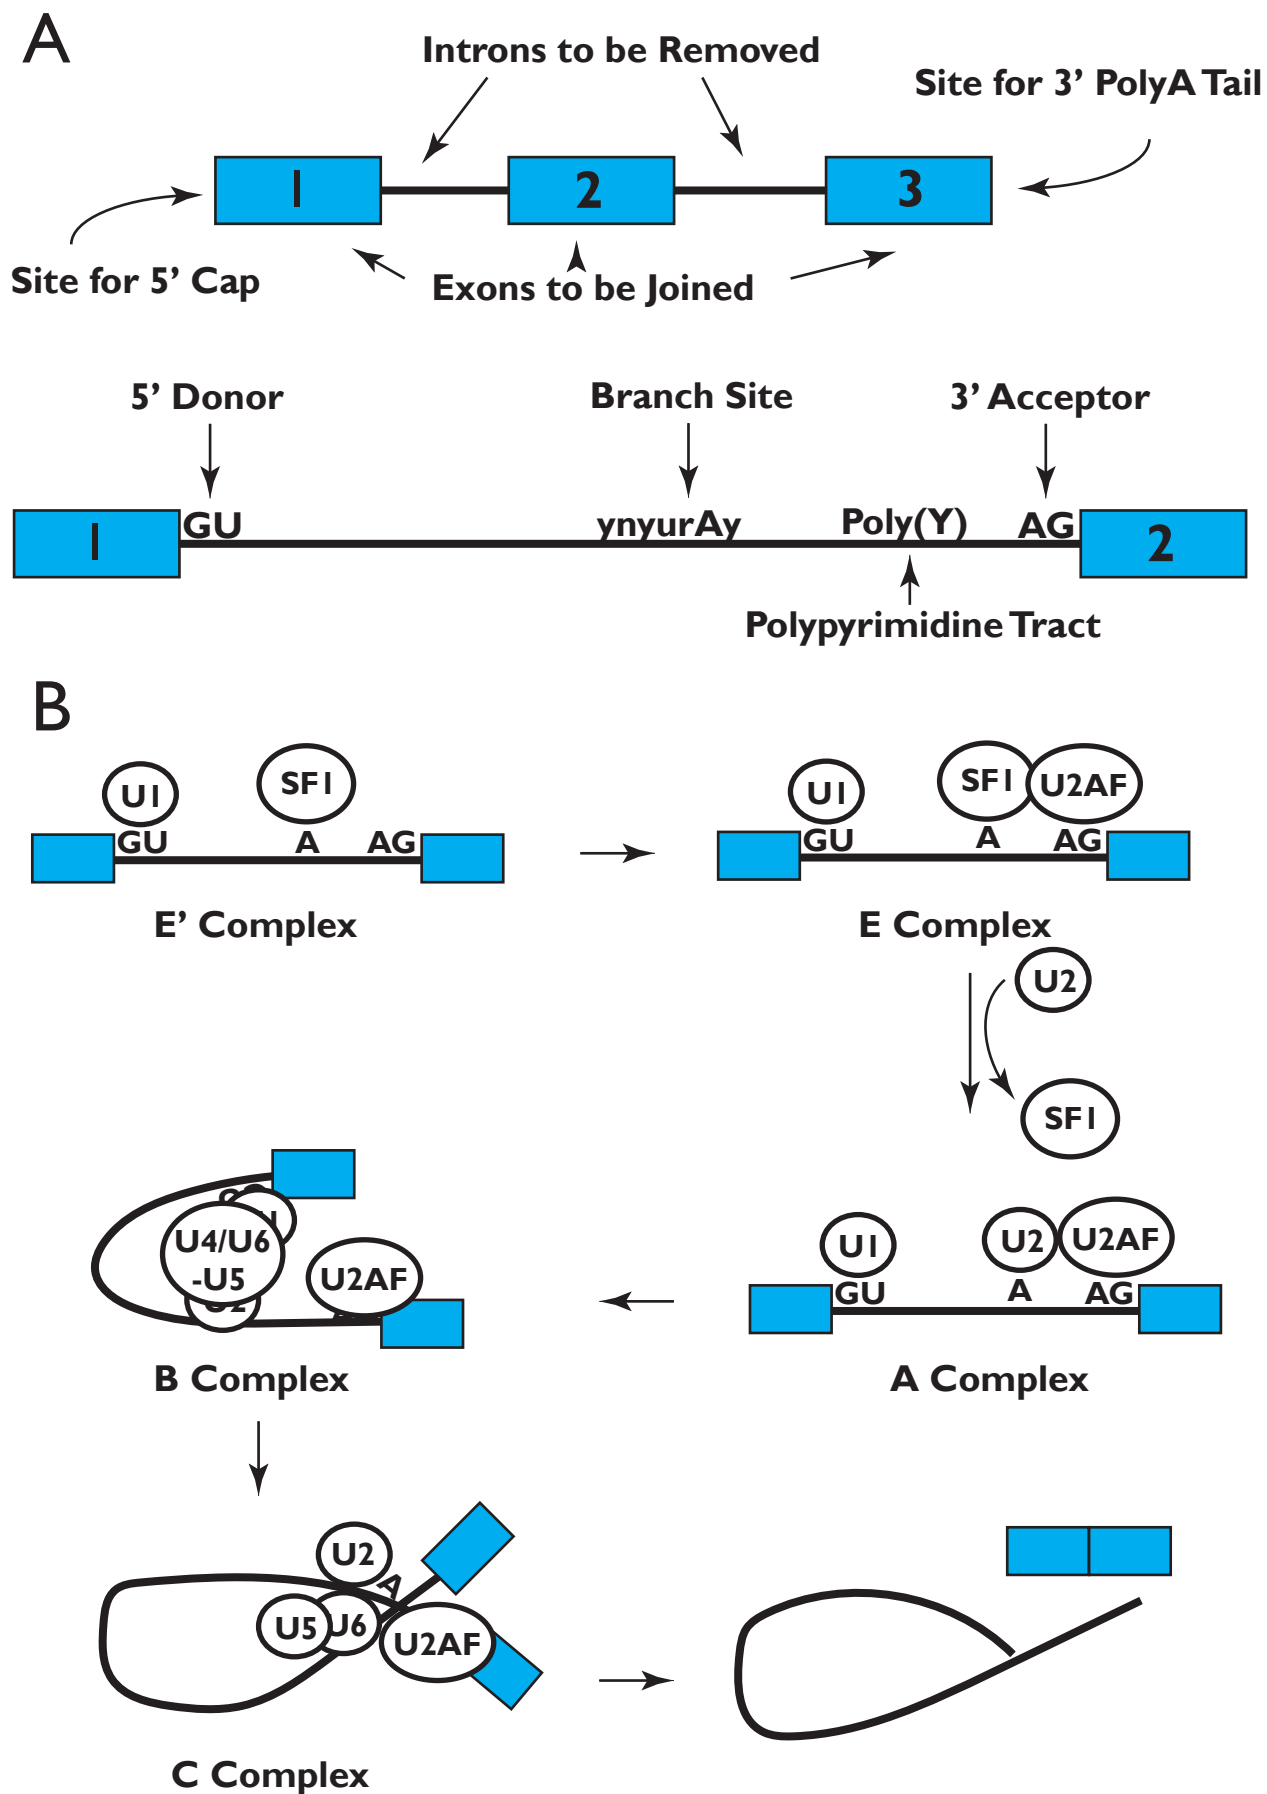 A
Introns to be Removed
Site for 3’ PolyA Tail
1
2
3
Site for 5’ Cap
Exons to be Joined
5’ Donor
Branch Site
3’ Acceptor
1
GU
ynyurAy
Poly(Y)
AG
2
Polypyrimidine Tract
B
U1
SF1
GU
A
AG
E’ Complex
SF1
U2AF
U1
GU
A
AG
E Complex
U2
SF1
U4/U6
-U5
U2
U2AF
B Complex
U1
U2
U2AF
GU
A
AG
A Complex
U2
A
U5
U6
U2AF
C Complex